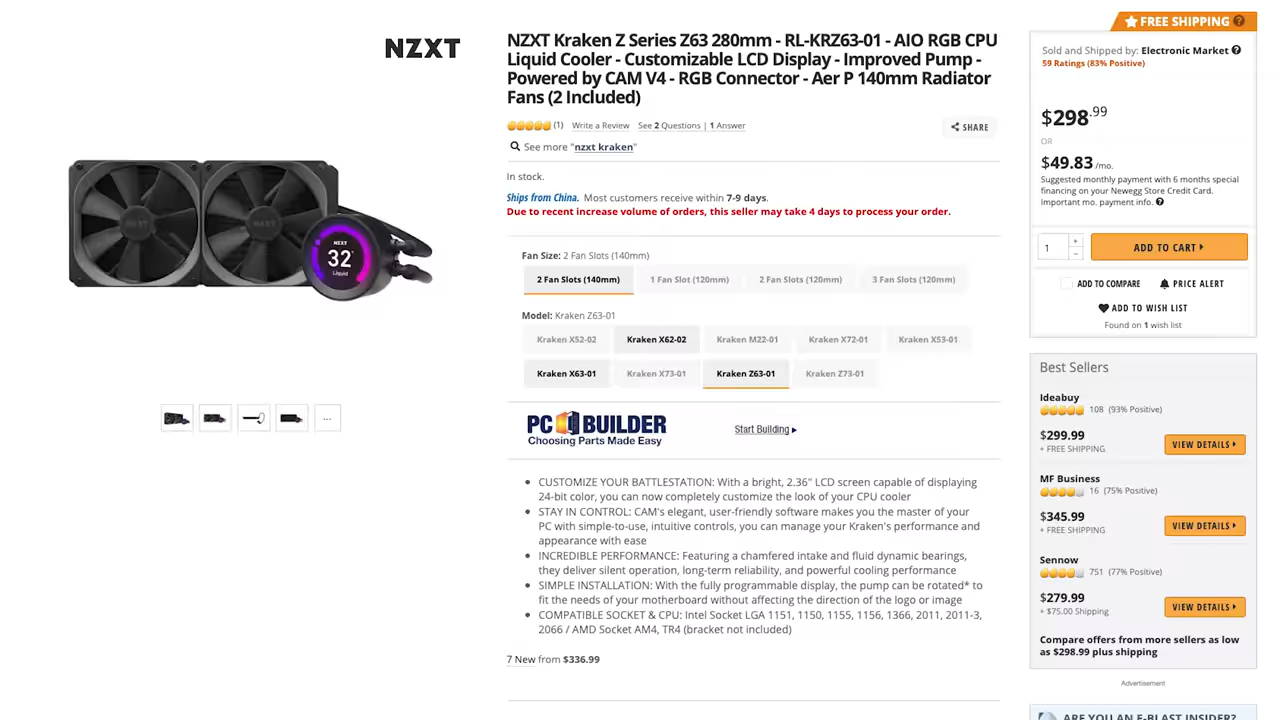 NZXT
NZXT Kraken Z Series Z63 280mm - RL-KRZ63-01 - AIO RGB CPU
Liquid Cooler - Customizable LCD Display - Improved Pump -
Powered by CAM V4 - RGB Connector - Aer P 140mm Radiator
Fans (2 Included)
(1) Write a Review See 2 Questions | 1 Answer
SHARE
See more "nzxt kraken"
In stock.
Ships from China. Most customers receive within 7-9 days.
Due to recent increase volume of orders, this seller may take 4 days to process your order.
NZXT
32°
Liquid
...
Fan Size: 2 Fan Slots (140mm)
2 Fan Slots (140mm) 1 Fan Slot (120mm) 2 Fan Slots (120mm) 3 Fan Slots (120mm)
Model: Kraken Z63-01
Kraken X52-02 Kraken X62-02 Kraken M22-01 Kraken X72-01 Kraken X53-01
Kraken X63-01 Kraken X73-01 Kraken Z63-01 Kraken Z73-01
PC BUILDER
Choosing Parts Made Easy
Start Building
CUSTOMIZE YOUR BATTLESTATION: With a bright, 2.36" LCD screen capable of displaying
24-bit color, you can now completely customize the look of your CPU cooler
STAY IN CONTROL: CAM's elegant, user-friendly software makes you the master of your
PC with simple-to-use, intuitive controls, you can manage your Kraken's performance and
appearance with ease
INCREDIBLE PERFORMANCE: Featuring a chamfered intake and fluid dynamic bearings,
they deliver silent operation, long-term reliability, and powerful cooling performance
SIMPLE INSTALLATION: With the fully programmable display, the pump can be rotated* to
fit the needs of your motherboard without affecting the direction of the logo or image
COMPATIBLE SOCKET & CPU: Intel Socket LGA 1151, 1150, 1155, 1156, 1366, 2011, 2011-3,
2066 / AMD Socket AM4, TR4 (bracket not included)
7 New from $336.99
FREE SHIPPING ?
Sold and Shipped by: Electronic Market ?
59 Ratings (83% Positive)
$298.99
OR
$49.83 /mo.
Suggested monthly payment with 6 months special
financing on your Newegg Store Credit Card.
Important mo. payment info. ?
1 + −
ADD TO CART
ADD TO COMPARE PRICE ALERT
ADD TO WISH LIST
Found on 1 wish list
Best Sellers
Ideabuy
108 (93% Positive)
$299.99
+ FREE SHIPPING
VIEW DETAILS
MF Business
16 (75% Positive)
$345.99
+ FREE SHIPPING
VIEW DETAILS
Sennow
751 (77% Positive)
$279.99
+ $75.00 Shipping
VIEW DETAILS
Compare offers from more sellers as low
as $298.99 plus shipping
Advertisement
ARE YOU AN E-BLAST INSIDER?